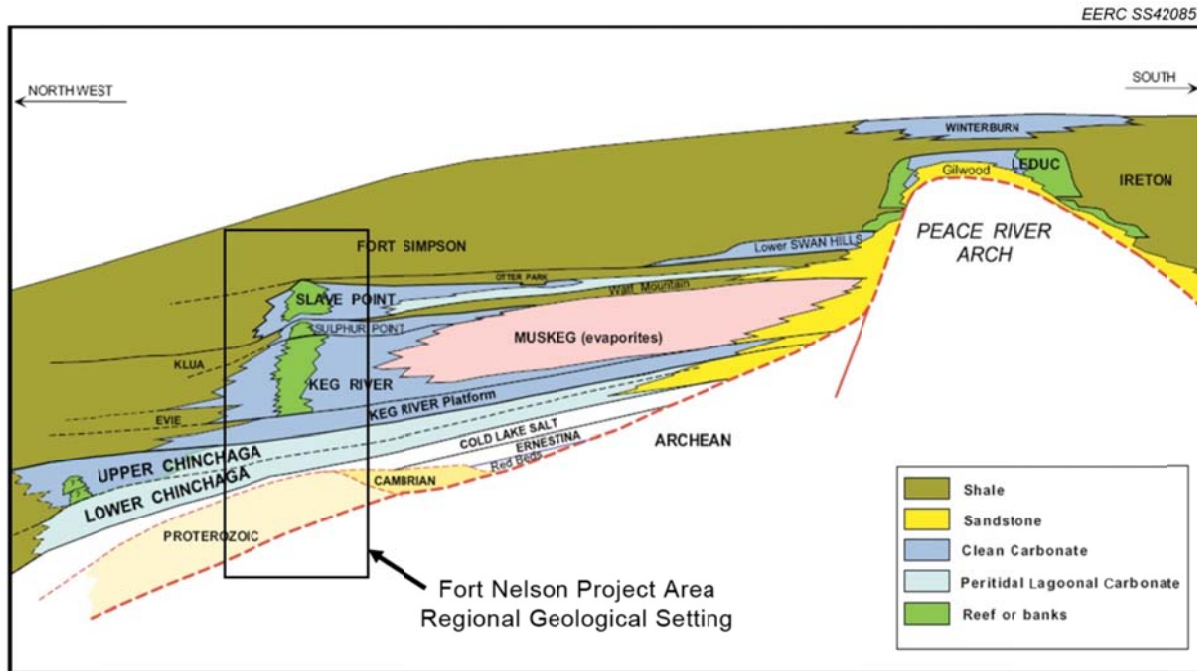 EERC SS42085
NORTHWEST
SOUTH
WINTERBURN
LEDUC
Gilwood
IRETON
PEACE RIVER
ARCH
FORT SIMPSON
Lower SWAN HILLS
OTTER PARK
SLAVE POINT
Watt Mountain
SULPHUR POINT
MUSKEG (evaporites)
KLUA
KEG RIVER
KEG RIVER Platform
EVIE
COLD LAKE SALT
ERNESTINA
Red Beds
ARCHEAN
UPPER CHINCHAGA
LOWER CHINCHAGA
CAMBRIAN
PROTEROZOIC
Fort Nelson Project Area
Regional Geological Setting
Shale
Sandstone
Clean Carbonate
Peritidal Lagoonal Carbonate
Reef or banks